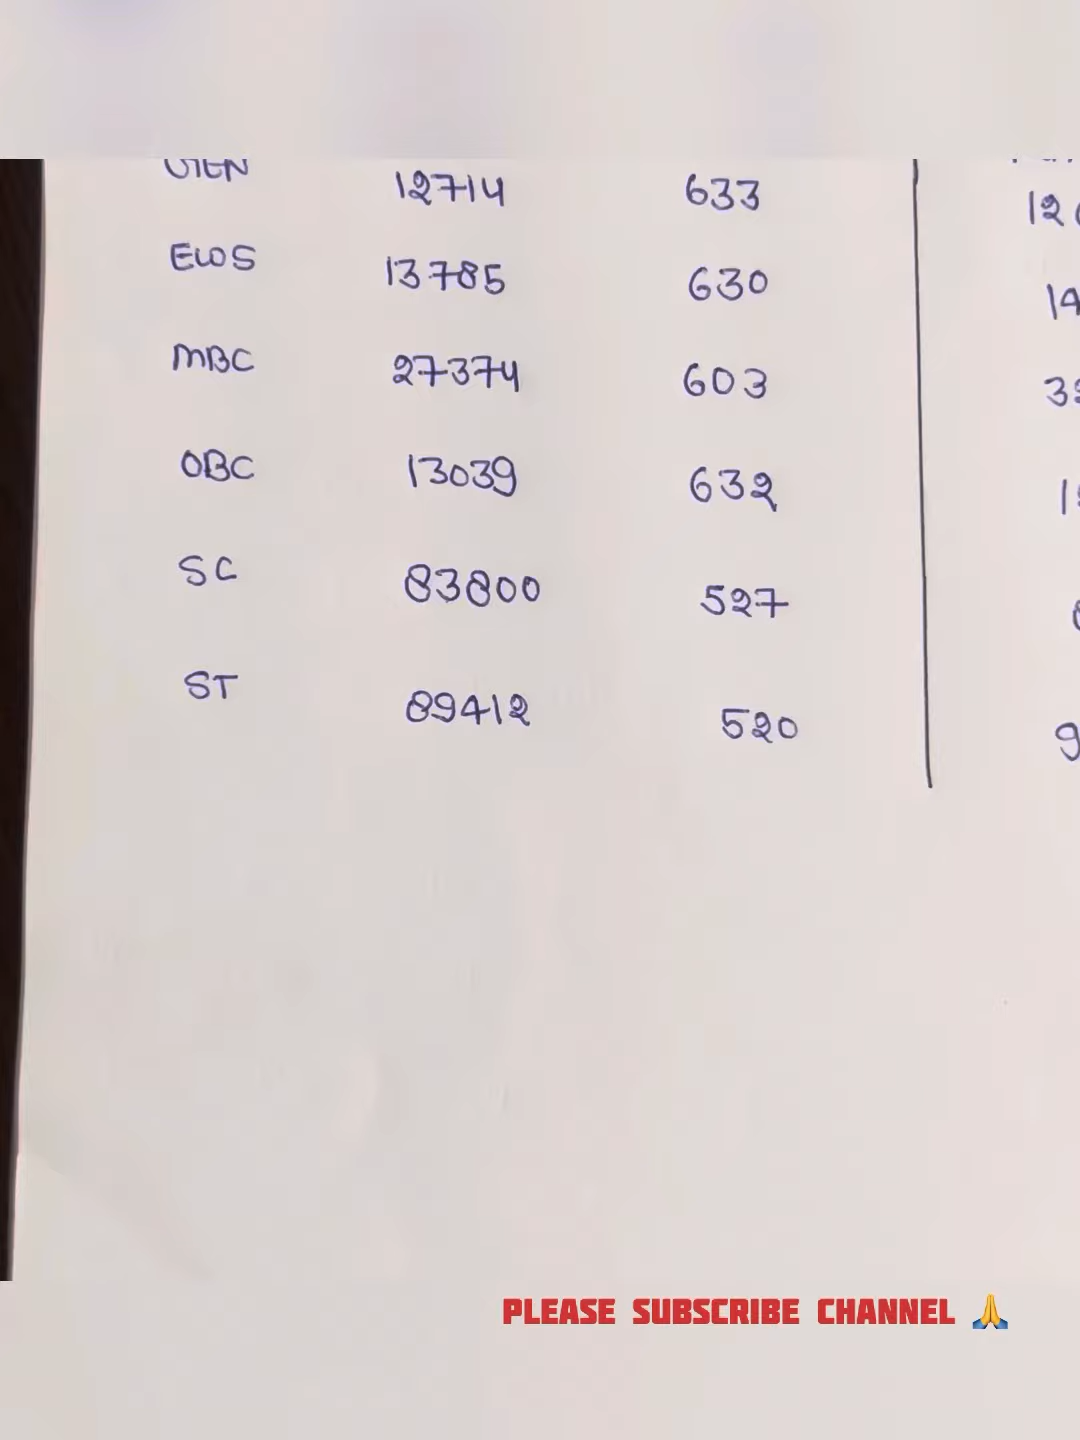 12714 633
EWS 13785 630
MBC 27374 603
OBC 13039 632
SC 83800 527
ST 89412 520
PLEASE SUBSCRIBE CHANNEL 🙏